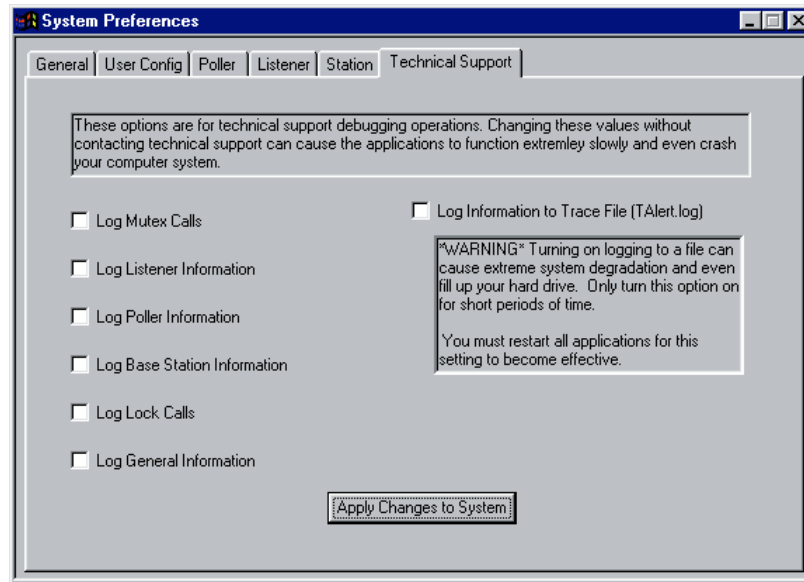 System Preferences
General
User Config
Poller
Listener
Station
Technical Support
These options are for technical support debugging operations. Changing these values without
contacting technical support can cause the applications to function extremley slowly and even crash
your computer system.
Log Mutex Calls
Log Listener Information
Log Poller Information
Log Base Station Information
Log Lock Calls
Log General Information
Log Information to Trace File (TAlert.log)
*WARNING* Turning on logging to a file can
cause extreme system degradation and even
fill up your hard drive. Only turn this option on
for short periods of time.
You must restart all applications for this
setting to become effective.
Apply Changes to System